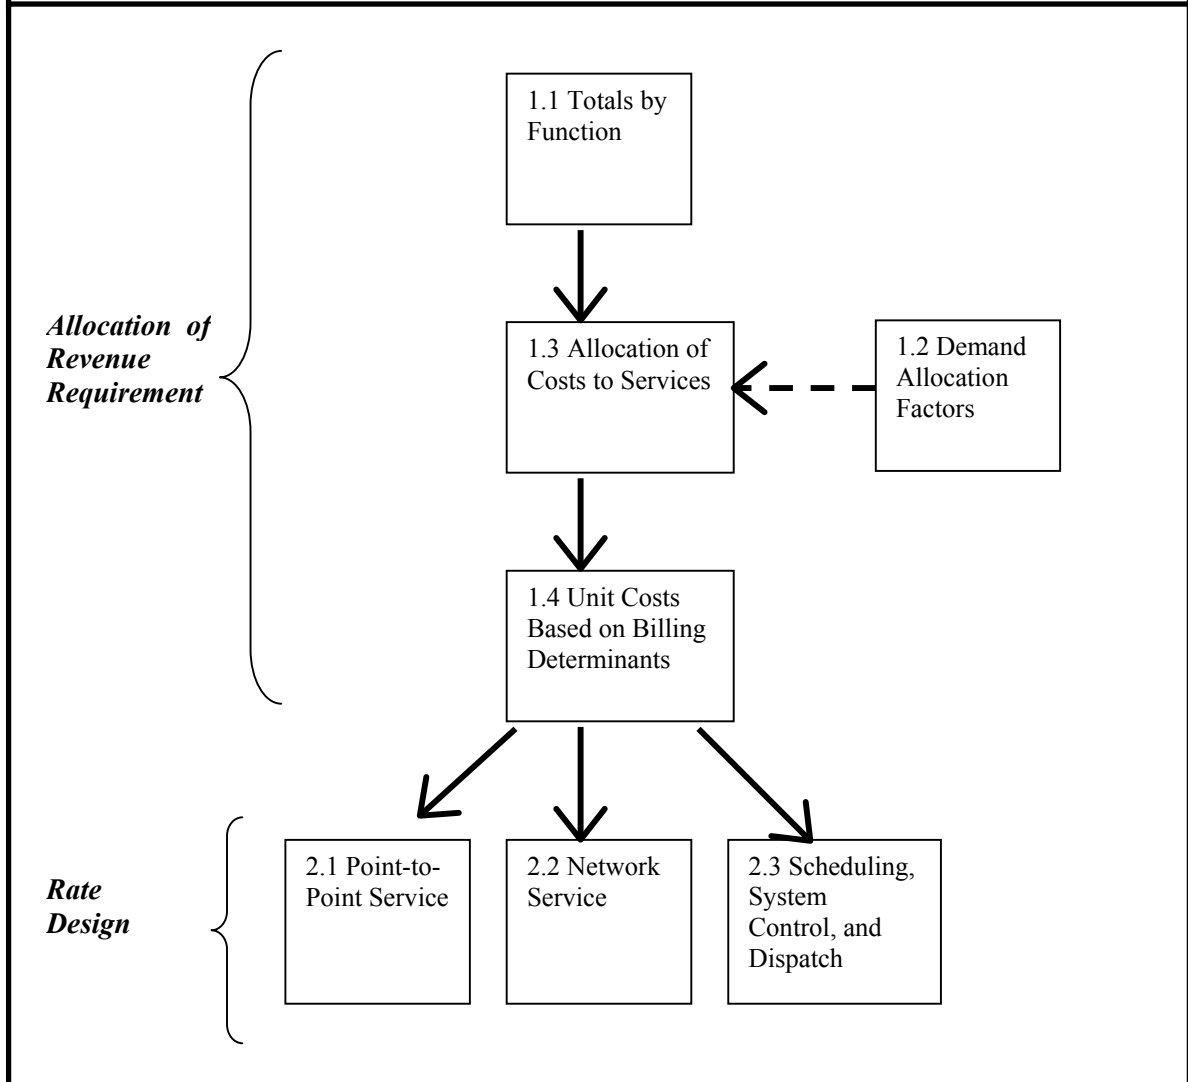 1.1 Totals by
Function
Allocation of
Revenue
Requirement
1.3 Allocation of
Costs to Services
1.2 Demand
Allocation
Factors
1.4 Unit Costs
Based on Billing
Determinants
Rate
Design
2.1 Point-to-
Point Service
2.2 Network
Service
2.3 Scheduling,
System
Control, and
Dispatch